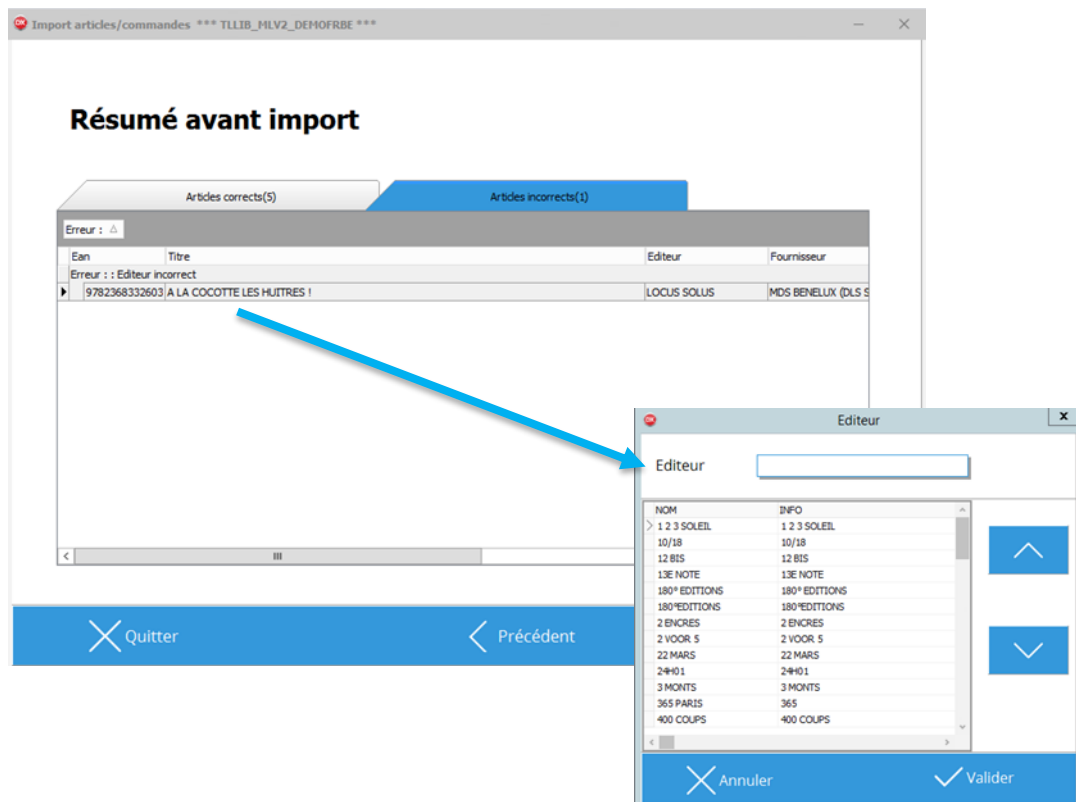 Import articles/commandes *** TLLIB_MLV2_DEMOFRBE ***
Résumé avant import
Articles corrects(5) Articles incorrects(1)
Erreur :
Ean Titre Editeur Fournisseur
Erreur : : Editeur incorrect
9782368332603 A LA COCOTTE LES HUITRES ! LOCUS SOLUS MDS BENELUX (DLS S
Quitter Précédent
Editeur
Editeur
NOM INFO
1 2 3 SOLEIL 1 2 3 SOLEIL
10/18 10/18
12 BIS 12 BIS
13E NOTE 13E NOTE
180° EDITIONS 180° EDITIONS
180°EDITIONS 180°EDITIONS
2 ENCRES 2 ENCRES
2 VOOR 5 2 VOOR 5
22 MARS 22 MARS
24H01 24H01
3 MONTS 3 MONTS
365 PARIS 365
400 COUPS 400 COUPS
Annuler Valider